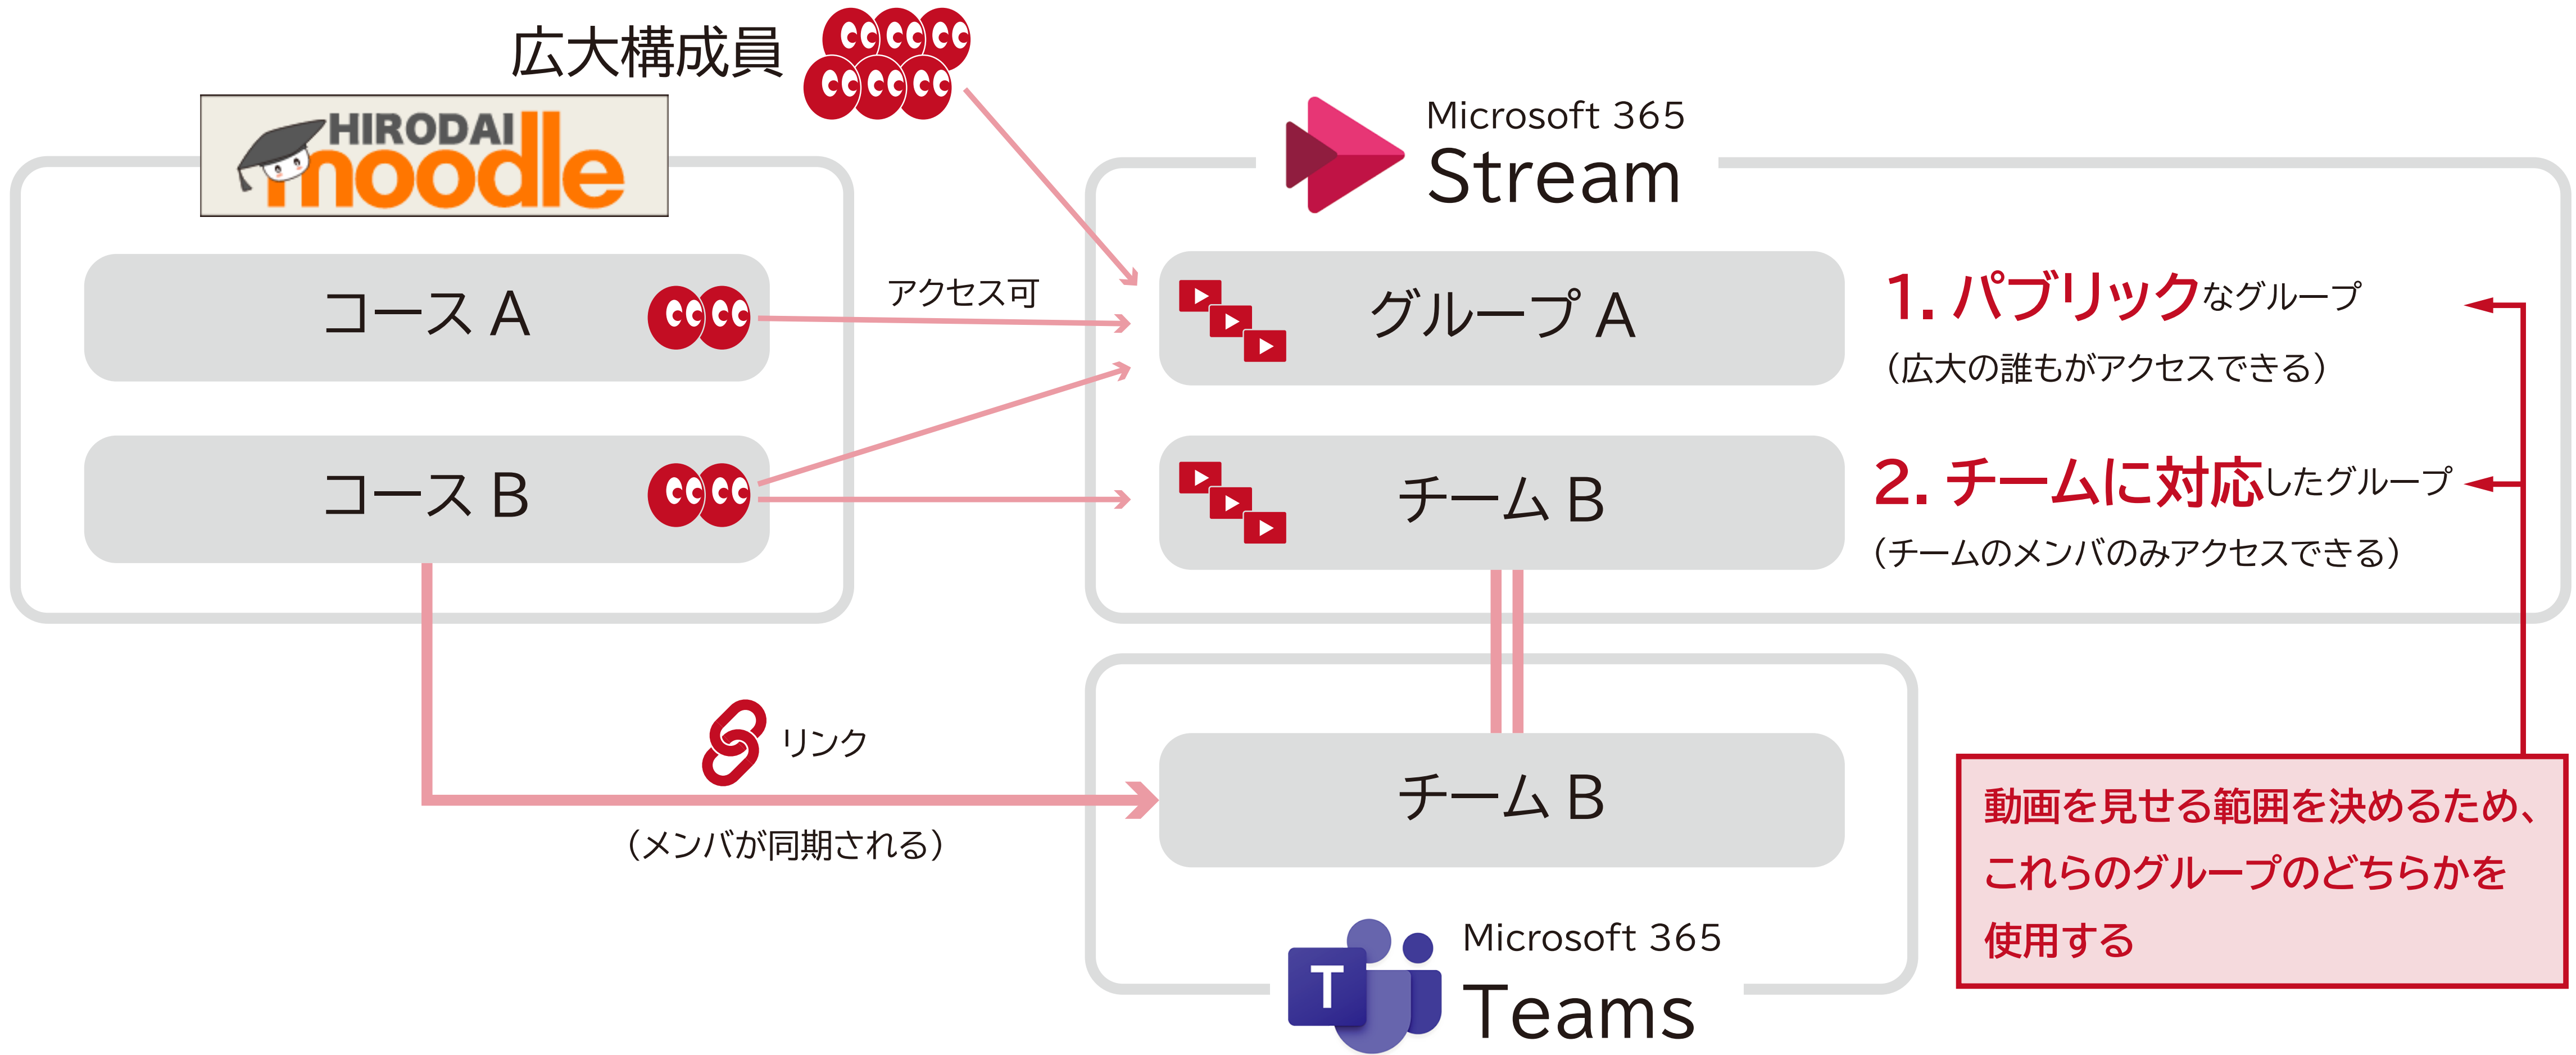 広大構成員
HIRODAI
moodle
コース A
コース B
アクセス可
Microsoft 365
Stream
グループ A
1. パブリックなグループ
（広大の誰もがアクセスできる）
チーム B
2. チームに対応したグループ
（チームのメンバのみアクセスできる）
リンク
（メンバが同期される）
チーム B
T
Microsoft 365
Teams
動画を見せる範囲を決めるため、
これらのグループのどちらかを
使用する